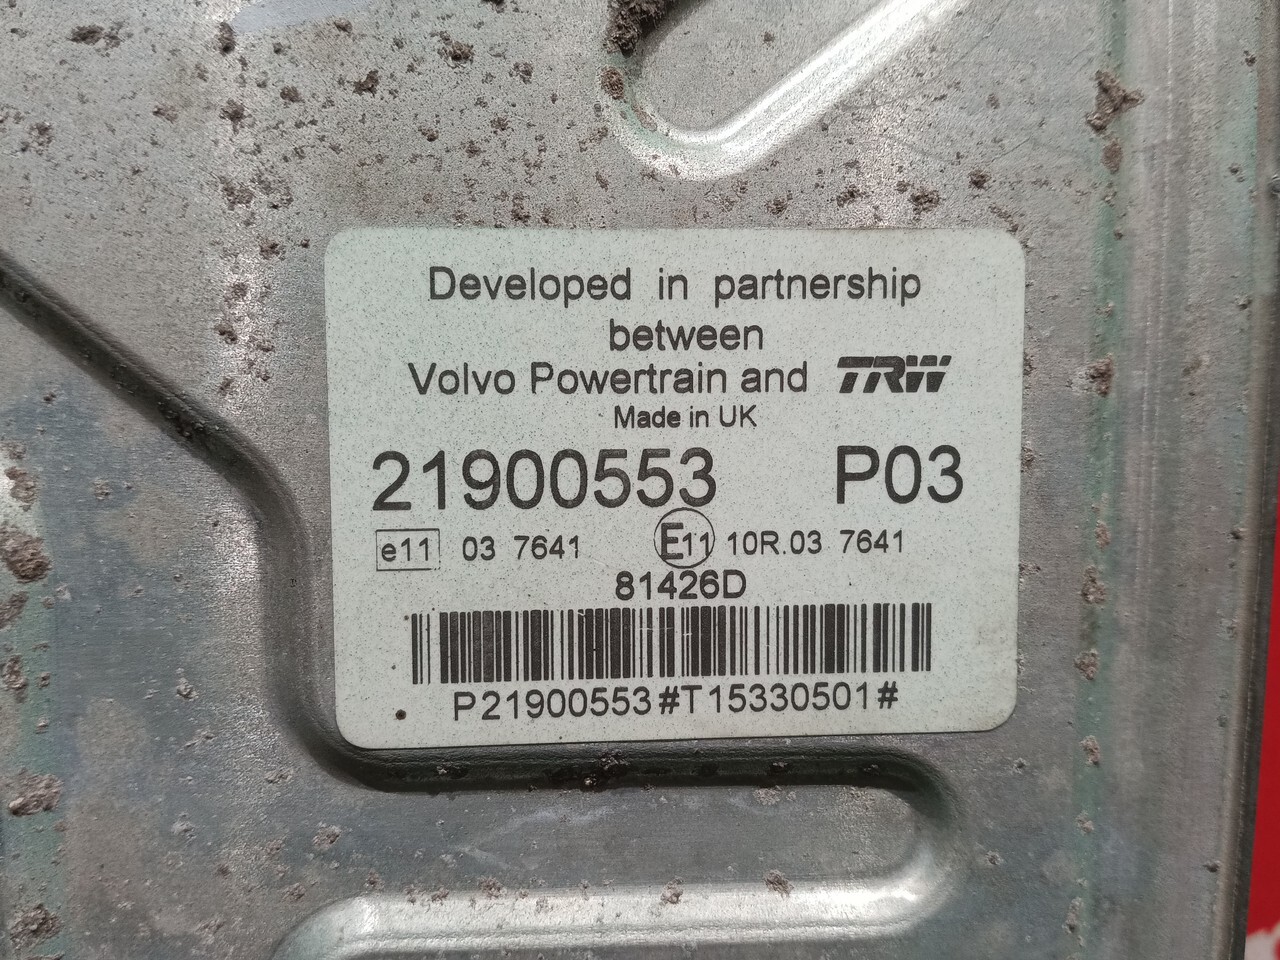 Developed in partnership
between
Volvo Powertrain and TRW
Made in UK
21900553 P03
e11 03 7641 E11 10R.03 7641
81426D
P21900553#T15330501#